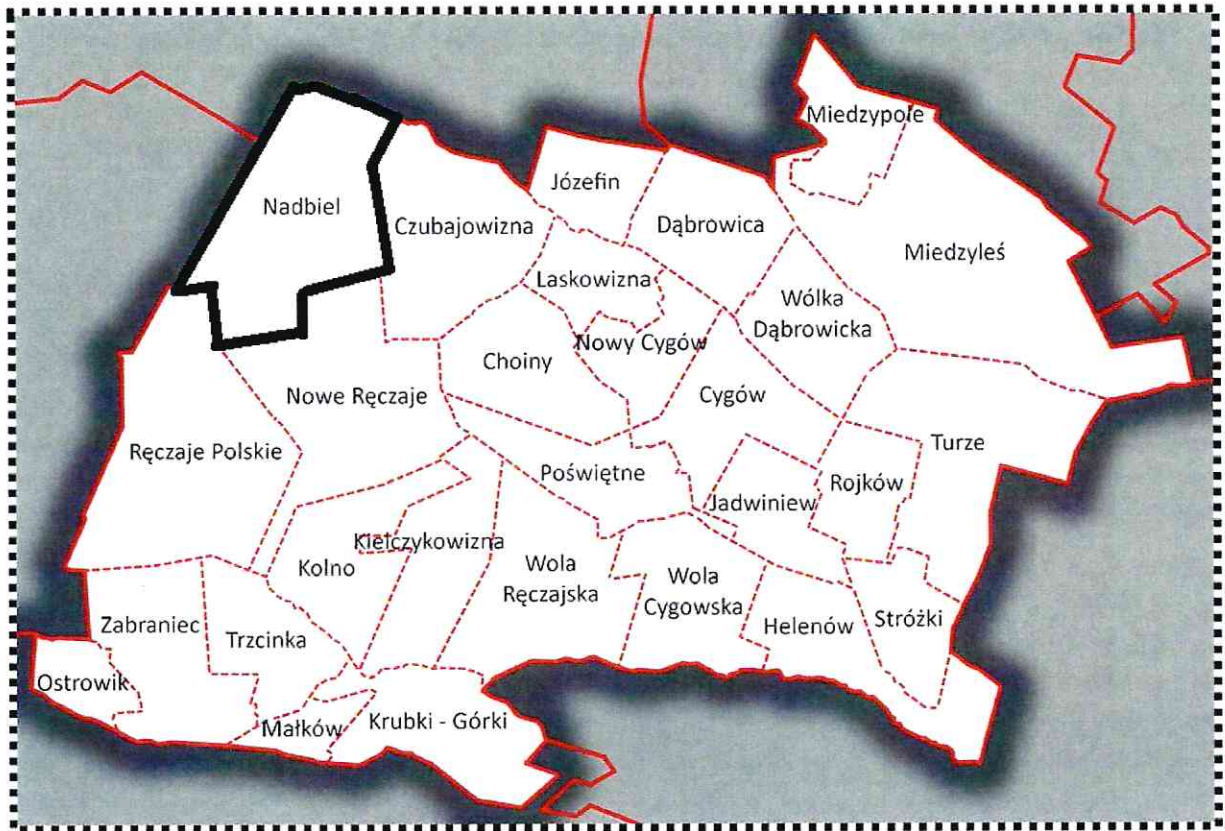 Miedzypole
Józefin
Nadbiel
Czubajowizna
Dąbrowica
Miedzyleś
Laskowizna
Wólka
Dąbrowicka
Nowy Cygów
Choiny
Nowe Ręczaje
Cygów
Ręczaje Polskie
Turze
Poświętne
Rojków
Jadwiniew
Kielczykowizna
Kolno
Wola
Ręczajska
Wola
Cygowska
Stróżki
Zabraniec
Trzcinka
Helenów
Ostrowik
Małków
Krubki - Górki